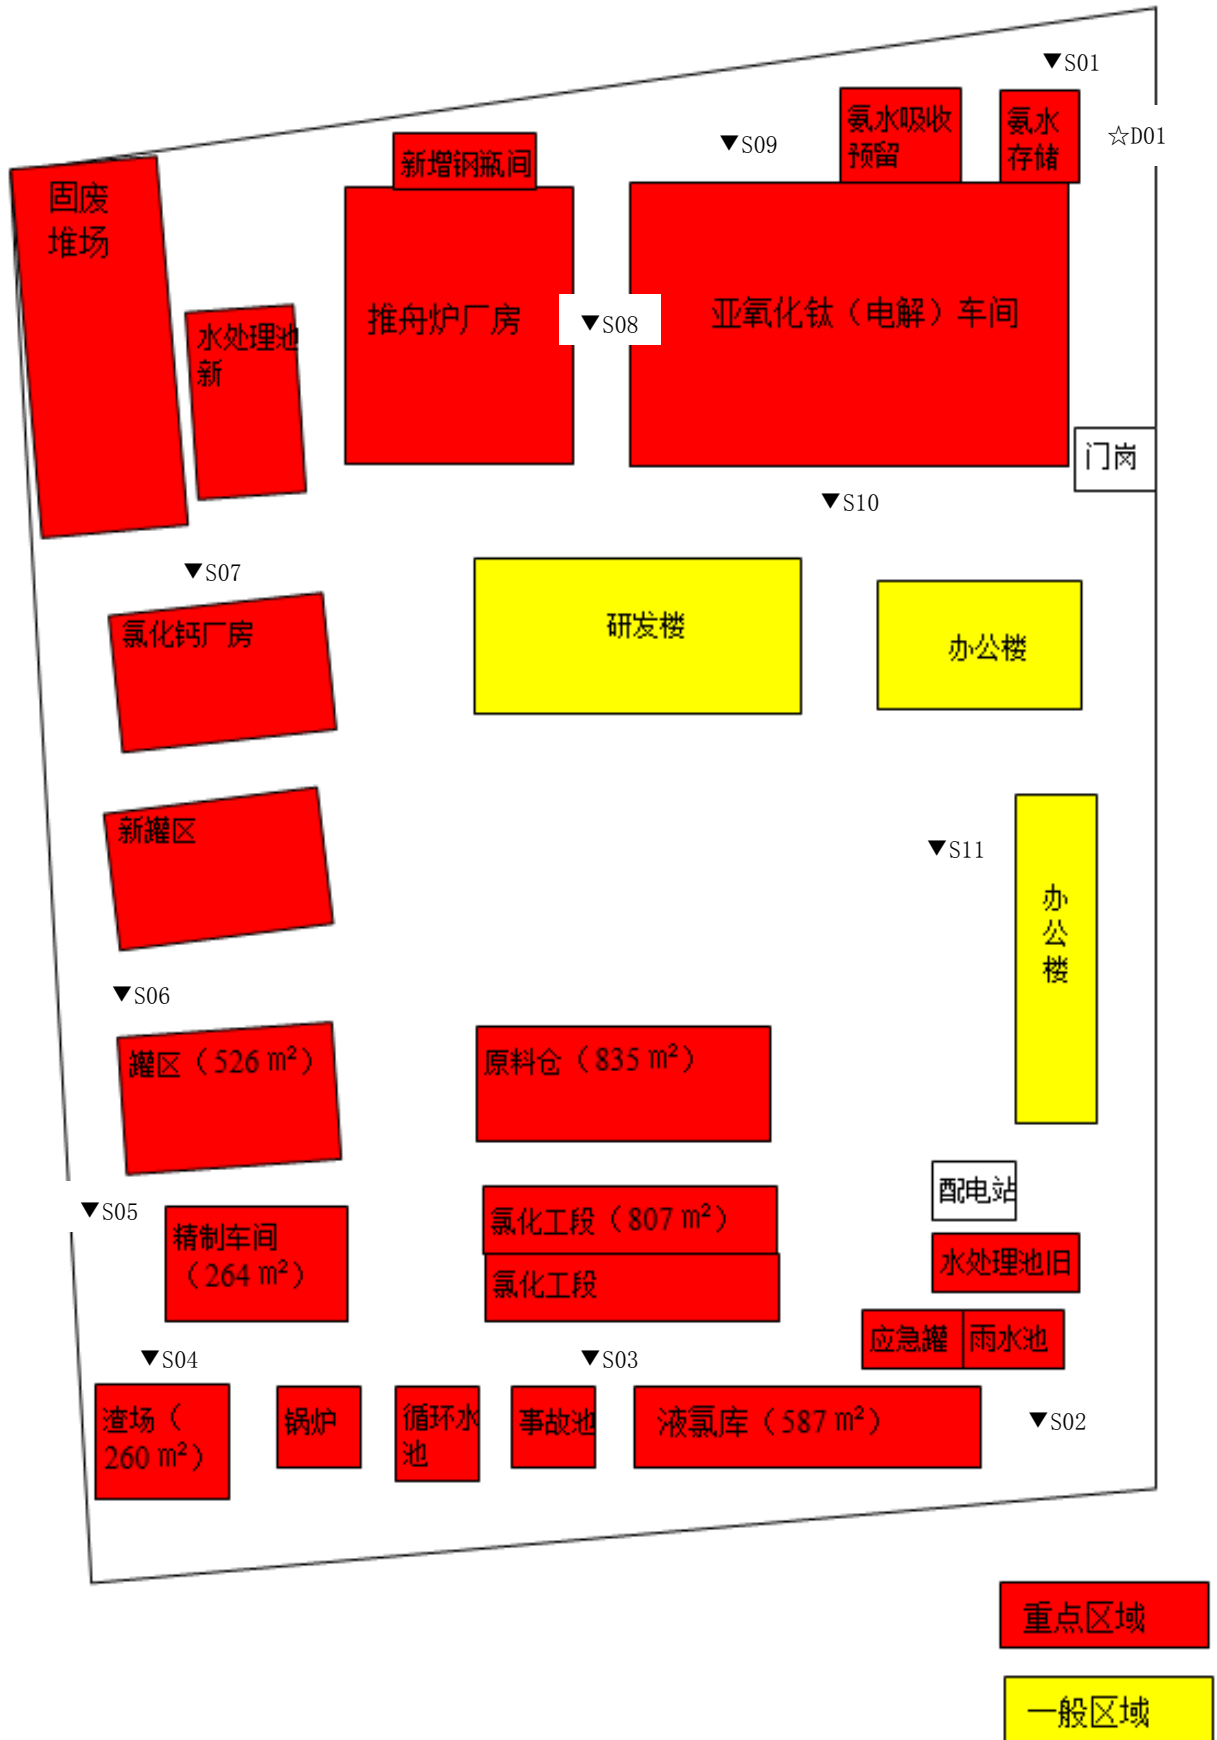 ▼S01
氨水吸收
预留
氨水
存储
☆D01
▼S09
新增钢瓶间
固废
堆场
水处理池
新
推舟炉厂房
▼S08
亚氧化钛（电解）车间
门岗
▼S10
▼S07
氯化钙厂房
研发楼
办公楼
新罐区
▼S11
办
公
楼
▼S06
罐区（526 m²）
原料仓（835 m²）
配电站
▼S05
精制车间
（264 m²）
氯化工段（807 m²）
氯化工段
水处理池旧
应急罐
雨水池
▼S04
▼S03
渣场（
260 m²）
锅炉
循环水
池
事故池
液氯库（587 m²）
▼S02
重点区域
一般区域